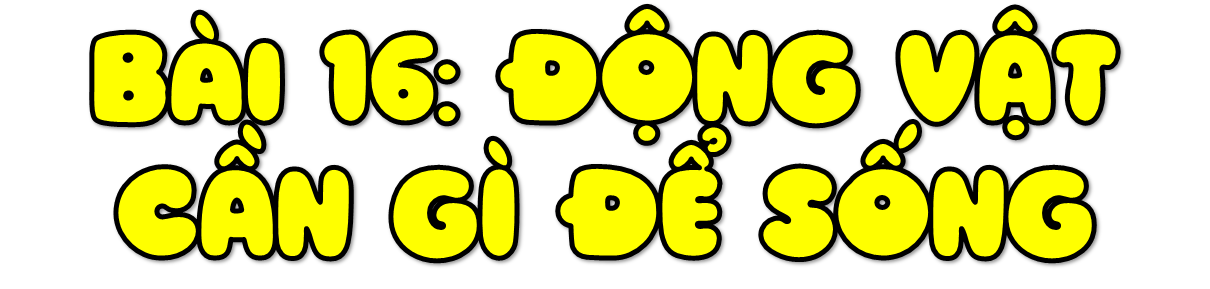 BÀI 16: ĐỘNG VẬT
CẦN GÌ ĐỂ SỐNG